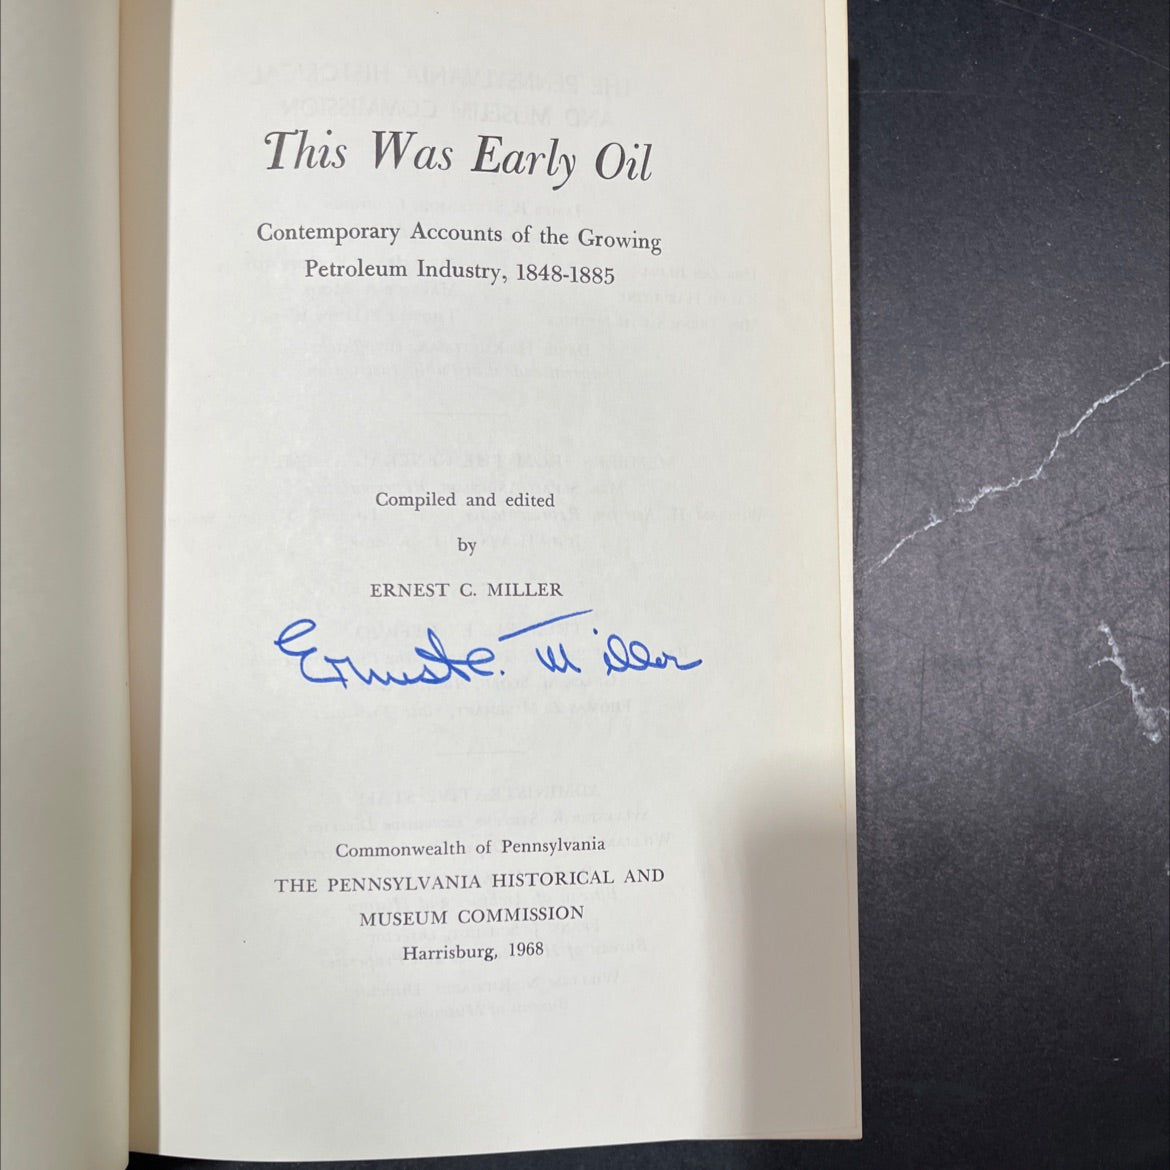 This Was Early Oil
Contemporary Accounts of the Growing
Petroleum Industry, 1848-1885
Compiled and edited
by
ERNEST C. MILLER
Ernest C. Miller
Commonwealth of Pennsylvania
THE PENNSYLVANIA HISTORICAL AND
MUSEUM COMMISSION
Harrisburg, 1968